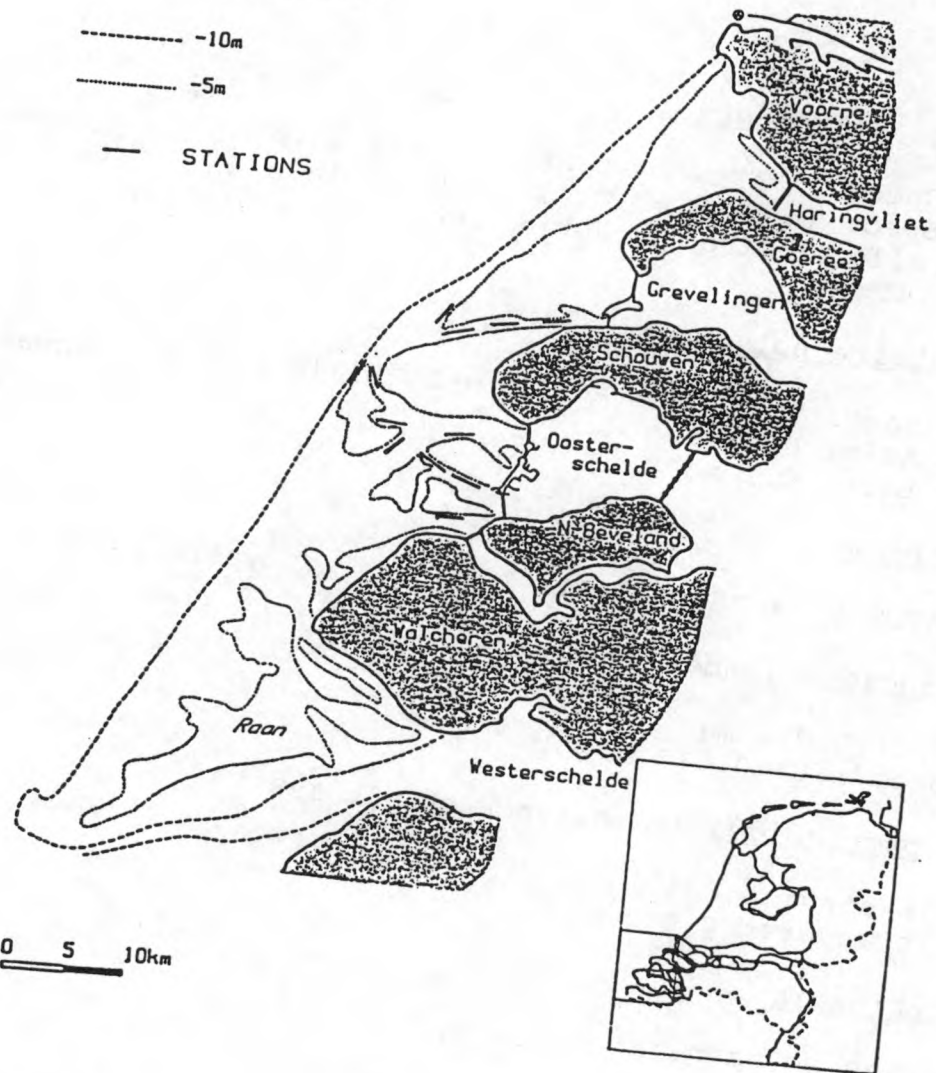 -10m
-5m
STATIONS
Voorne
Haringvliet
Goeree
Grevelingen
Schouwen
Ooster-
schelde
N-Beveland
Walcheren
Raan
Westerschelde
0 5 10km